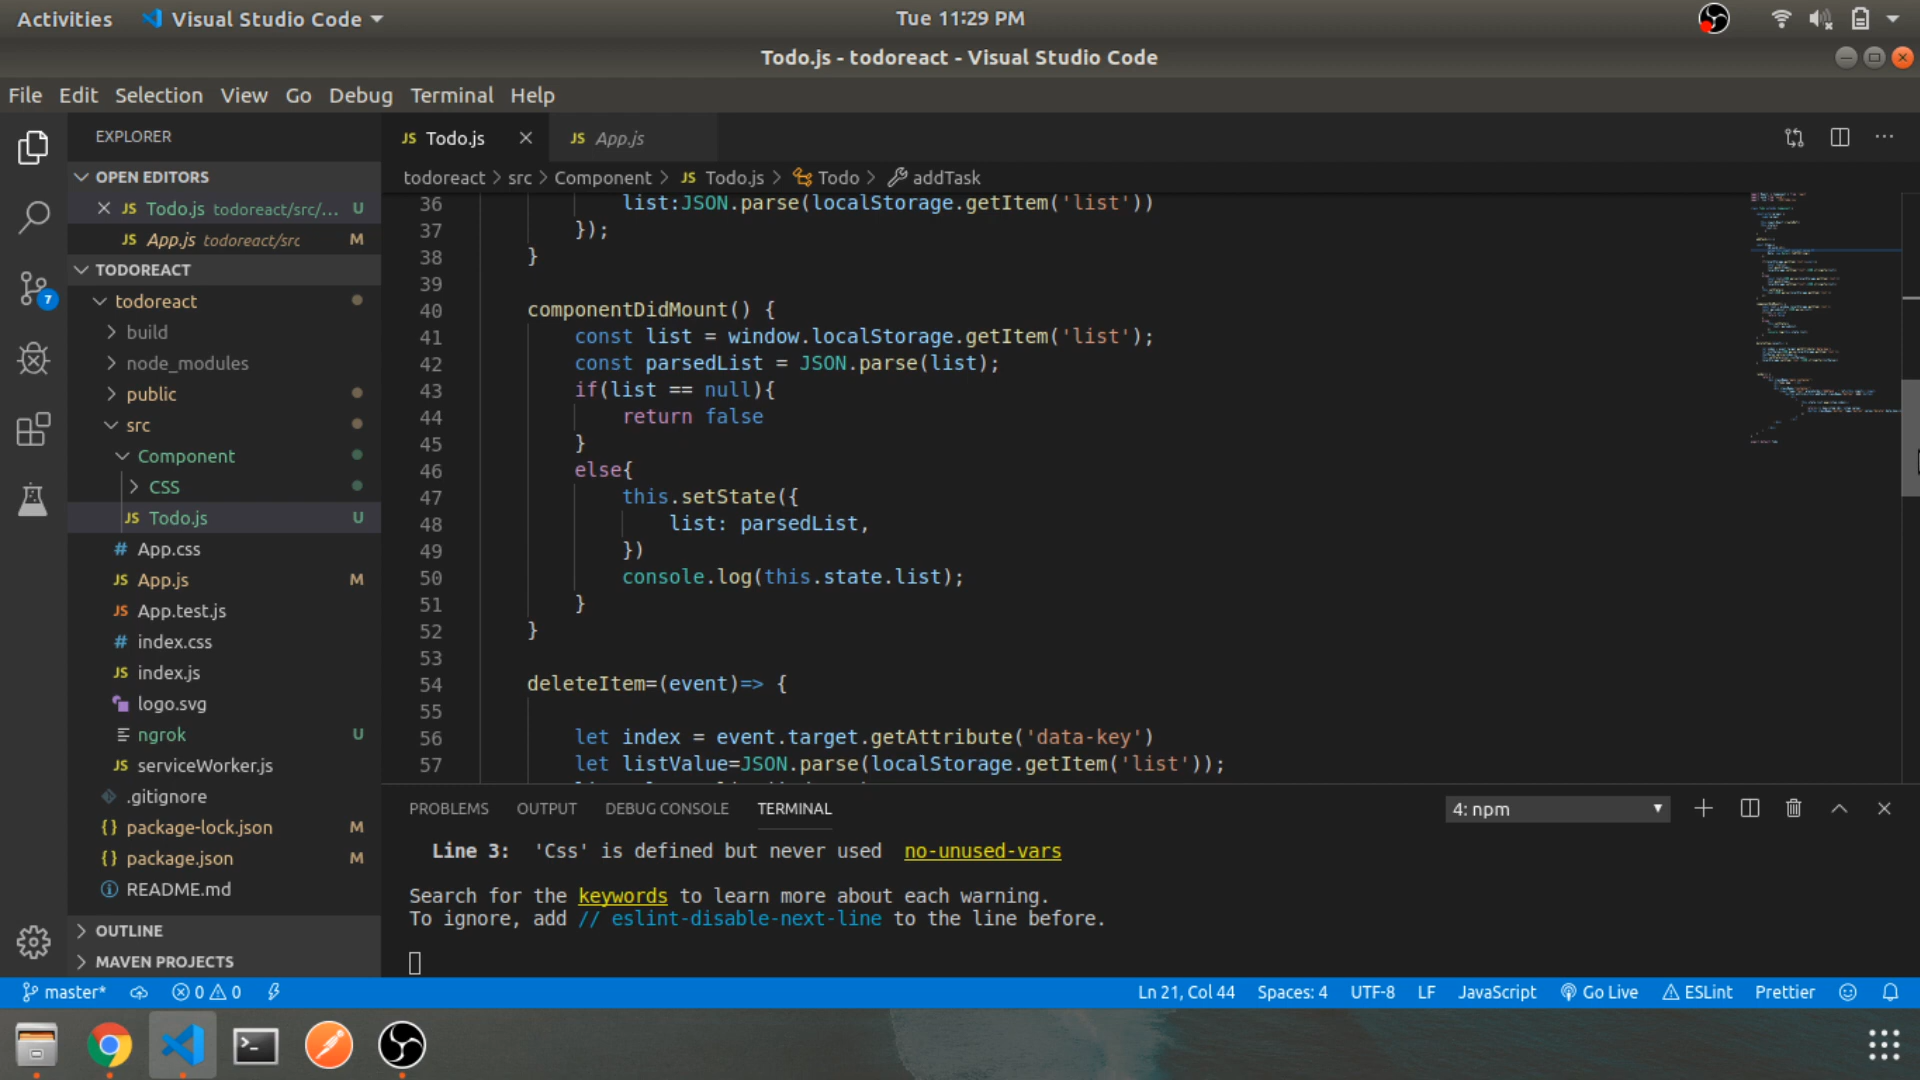 Activities Visual Studio Code Tue 11:29 PM
Todo.js - todoreact - Visual Studio Code
File Edit Selection View Go Debug Terminal Help
EXPLORER
OPEN EDITORS
Todo.js todoreact/src/... U
App.js todoreact/src M
TODOREACT
todoreact
build
node_modules
public
src
Component
CSS
Todo.js U
App.css
App.js M
App.test.js
index.css
index.js
logo.svg
ngrok U
serviceWorker.js
.gitignore
package-lock.json M
package.json M
README.md
OUTLINE
MAVEN PROJECTS
7
JS Todo.js JS App.js
todoreact > src > Component > JS Todo.js > Todo > addTask
36 list:JSON.parse(localStorage.getItem('list'))
37 });
38 }
39
40 componentDidMount() {
41 const list = window.localStorage.getItem('list');
42 const parsedList = JSON.parse(list);
43 if(list == null){
44 return false
45 }
46 else{
47 this.setState({
48 list: parsedList,
49 })
50 console.log(this.state.list);
51 }
52 }
53
54 deleteItem=(event)=> {
55
56 let index = event.target.getAttribute('data-key')
57 let listValue=JSON.parse(localStorage.getItem('list'));
PROBLEMS OUTPUT DEBUG CONSOLE TERMINAL 4: npm
Line 3: 'Css' is defined but never used no-unused-vars
Search for the keywords to learn more about each warning.
To ignore, add // eslint-disable-next-line to the line before.
master* 0 0 Ln 21, Col 44 Spaces: 4 UTF-8 LF JavaScript Go Live ESLint Prettier